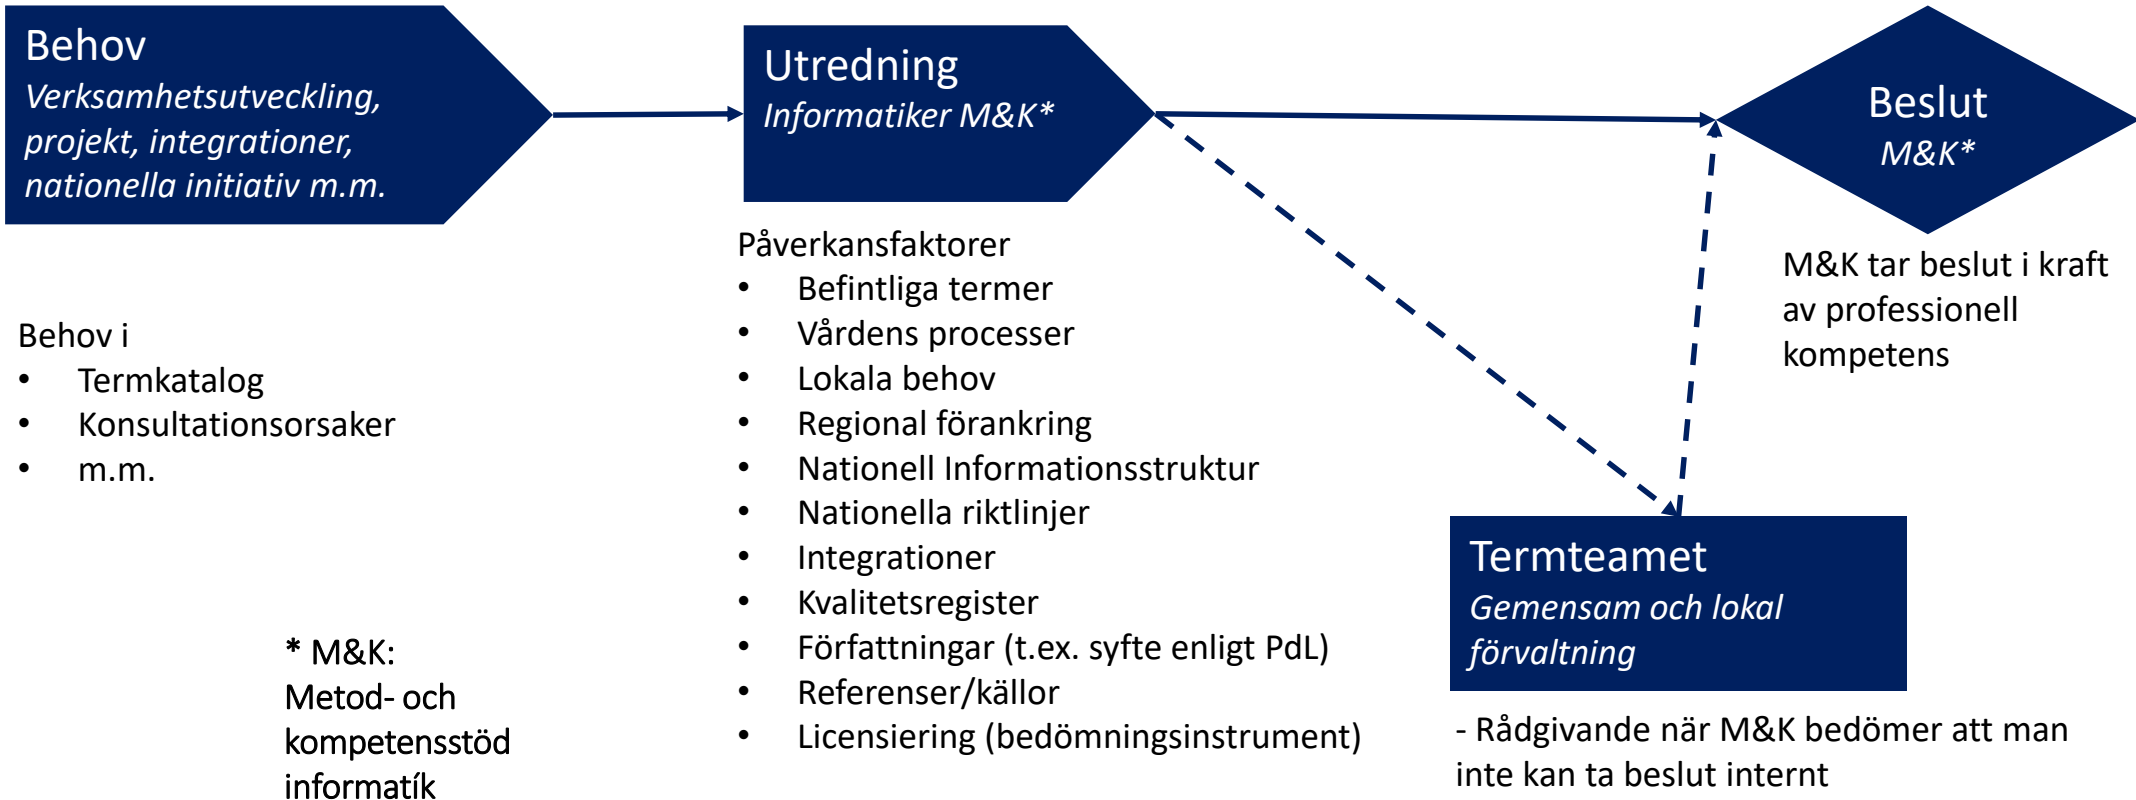 Behov
Verksamhetsutveckling,
projekt, integrationer,
nationella initiativ m.m.
Behov i
• Termkatalog
• Konsultationsorsaker
• m.m.
* M&K:
Metod- och
kompetensstöd
informatík
Utredning
Informatiker M&K*
Påverkansfaktorer
• Befintliga termer
• Vårdens processer
• Lokala behov
• Regional förankring
• Nationell Informationsstruktur
• Nationella riktlinjer
• Integrationer
• Kvalitetsregister
• Författningar (t.ex. syfte enligt PdL)
• Referenser/källor
• Licensiering (bedömningsinstrument)
Beslut
M&K*
M&K tar beslut i kraft
av professionell
kompetens
Termteamet
Gemensam och lokal
förvaltning
- Rådgivande när M&K bedömer att man
inte kan ta beslut internt